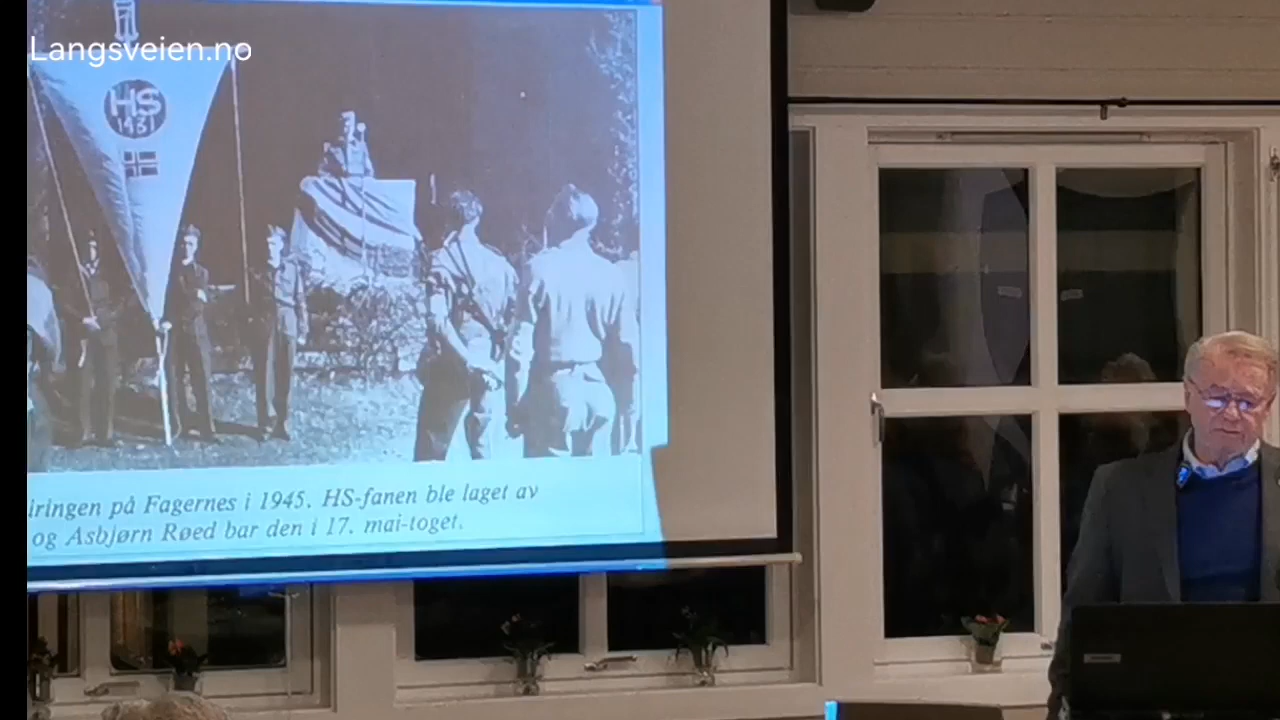 Langsveien.no
HS
1931
iringen på Fagernes i 1945. HS-fanen ble laget av
og Asbjørn Røed bar den i 17. mai-toget.